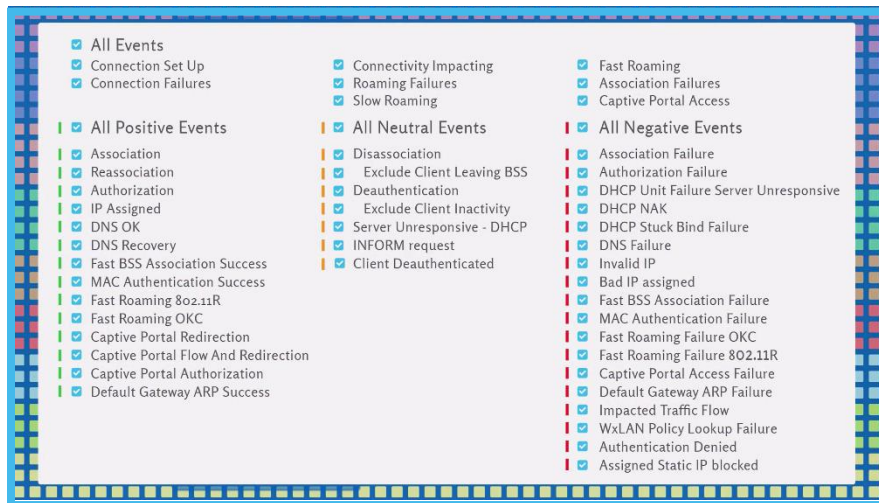 All Events
Connection Set Up
Connection Failures
Connectivity Impacting
Roaming Failures
Slow Roaming
Fast Roaming
Association Failures
Captive Portal Access
All Positive Events
Association
Reassociation
Authorization
IP Assigned
DNS OK
DNS Recovery
Fast BSS Association Success
MAC Authentication Success
Fast Roaming 802.11R
Fast Roaming OKC
Captive Portal Redirection
Captive Portal Flow And Redirection
Captive Portal Authorization
Default Gateway ARP Success
All Neutral Events
Disassociation
Exclude Client Leaving BSS
Deauthentication
Exclude Client Inactivity
Server Unresponsive - DHCP
INFORM request
Client Deauthenticated
All Negative Events
Association Failure
Authorization Failure
DHCP Unit Failure Server Unresponsive
DHCP NAK
DHCP Stuck Bind Failure
DNS Failure
Invalid IP
Bad IP assigned
Fast BSS Association Failure
MAC Authentication Failure
Fast Roaming Failure OKC
Fast Roaming Failure 802.11R
Captive Portal Access Failure
Default Gateway ARP Failure
Impacted Traffic Flow
WxLAN Policy Lookup Failure
Authentication Denied
Assigned Static IP blocked